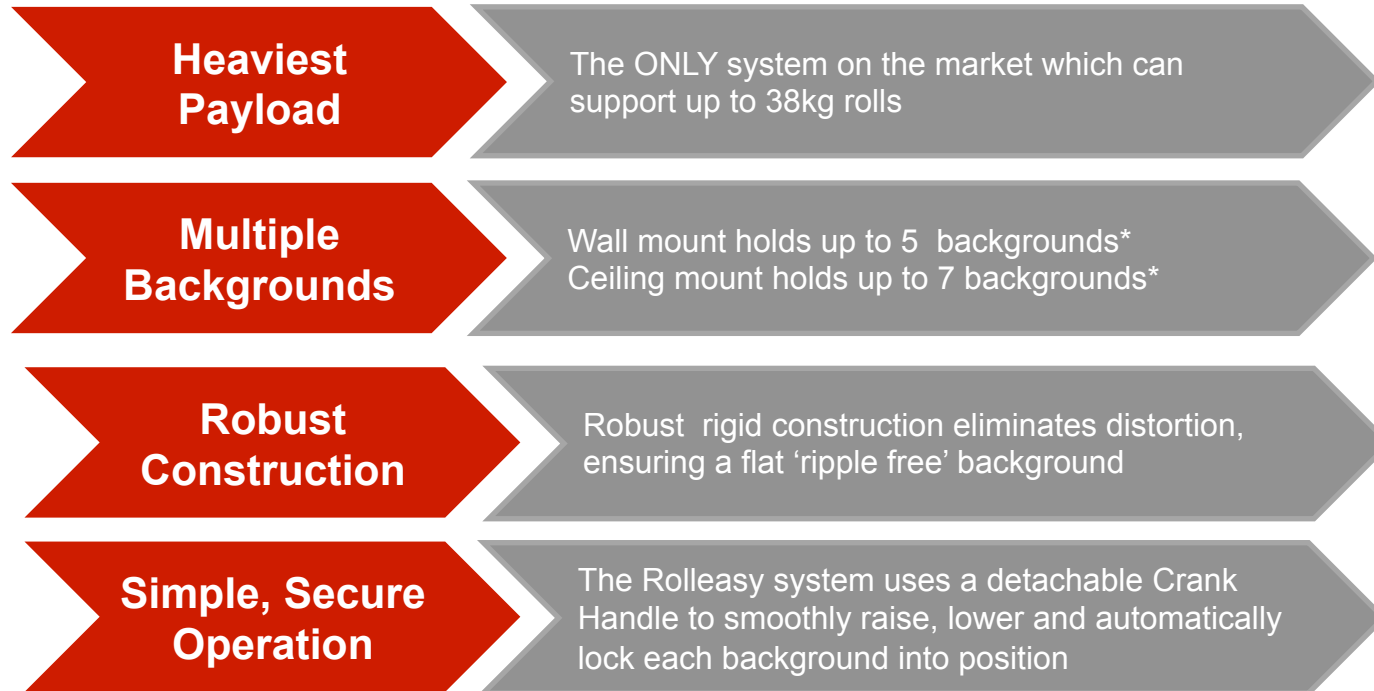 Heaviest
Payload
The ONLY system on the market which can
support up to 38kg rolls
Multiple
Backgrounds
Wall mount holds up to 5 backgrounds*
Ceiling mount holds up to 7 backgrounds*
Robust
Construction
Robust rigid construction eliminates distortion,
ensuring a flat ‘ripple free’ background
Simple, Secure
Operation
The Rolleasy system uses a detachable Crank
Handle to smoothly raise, lower and automatically
lock each background into position